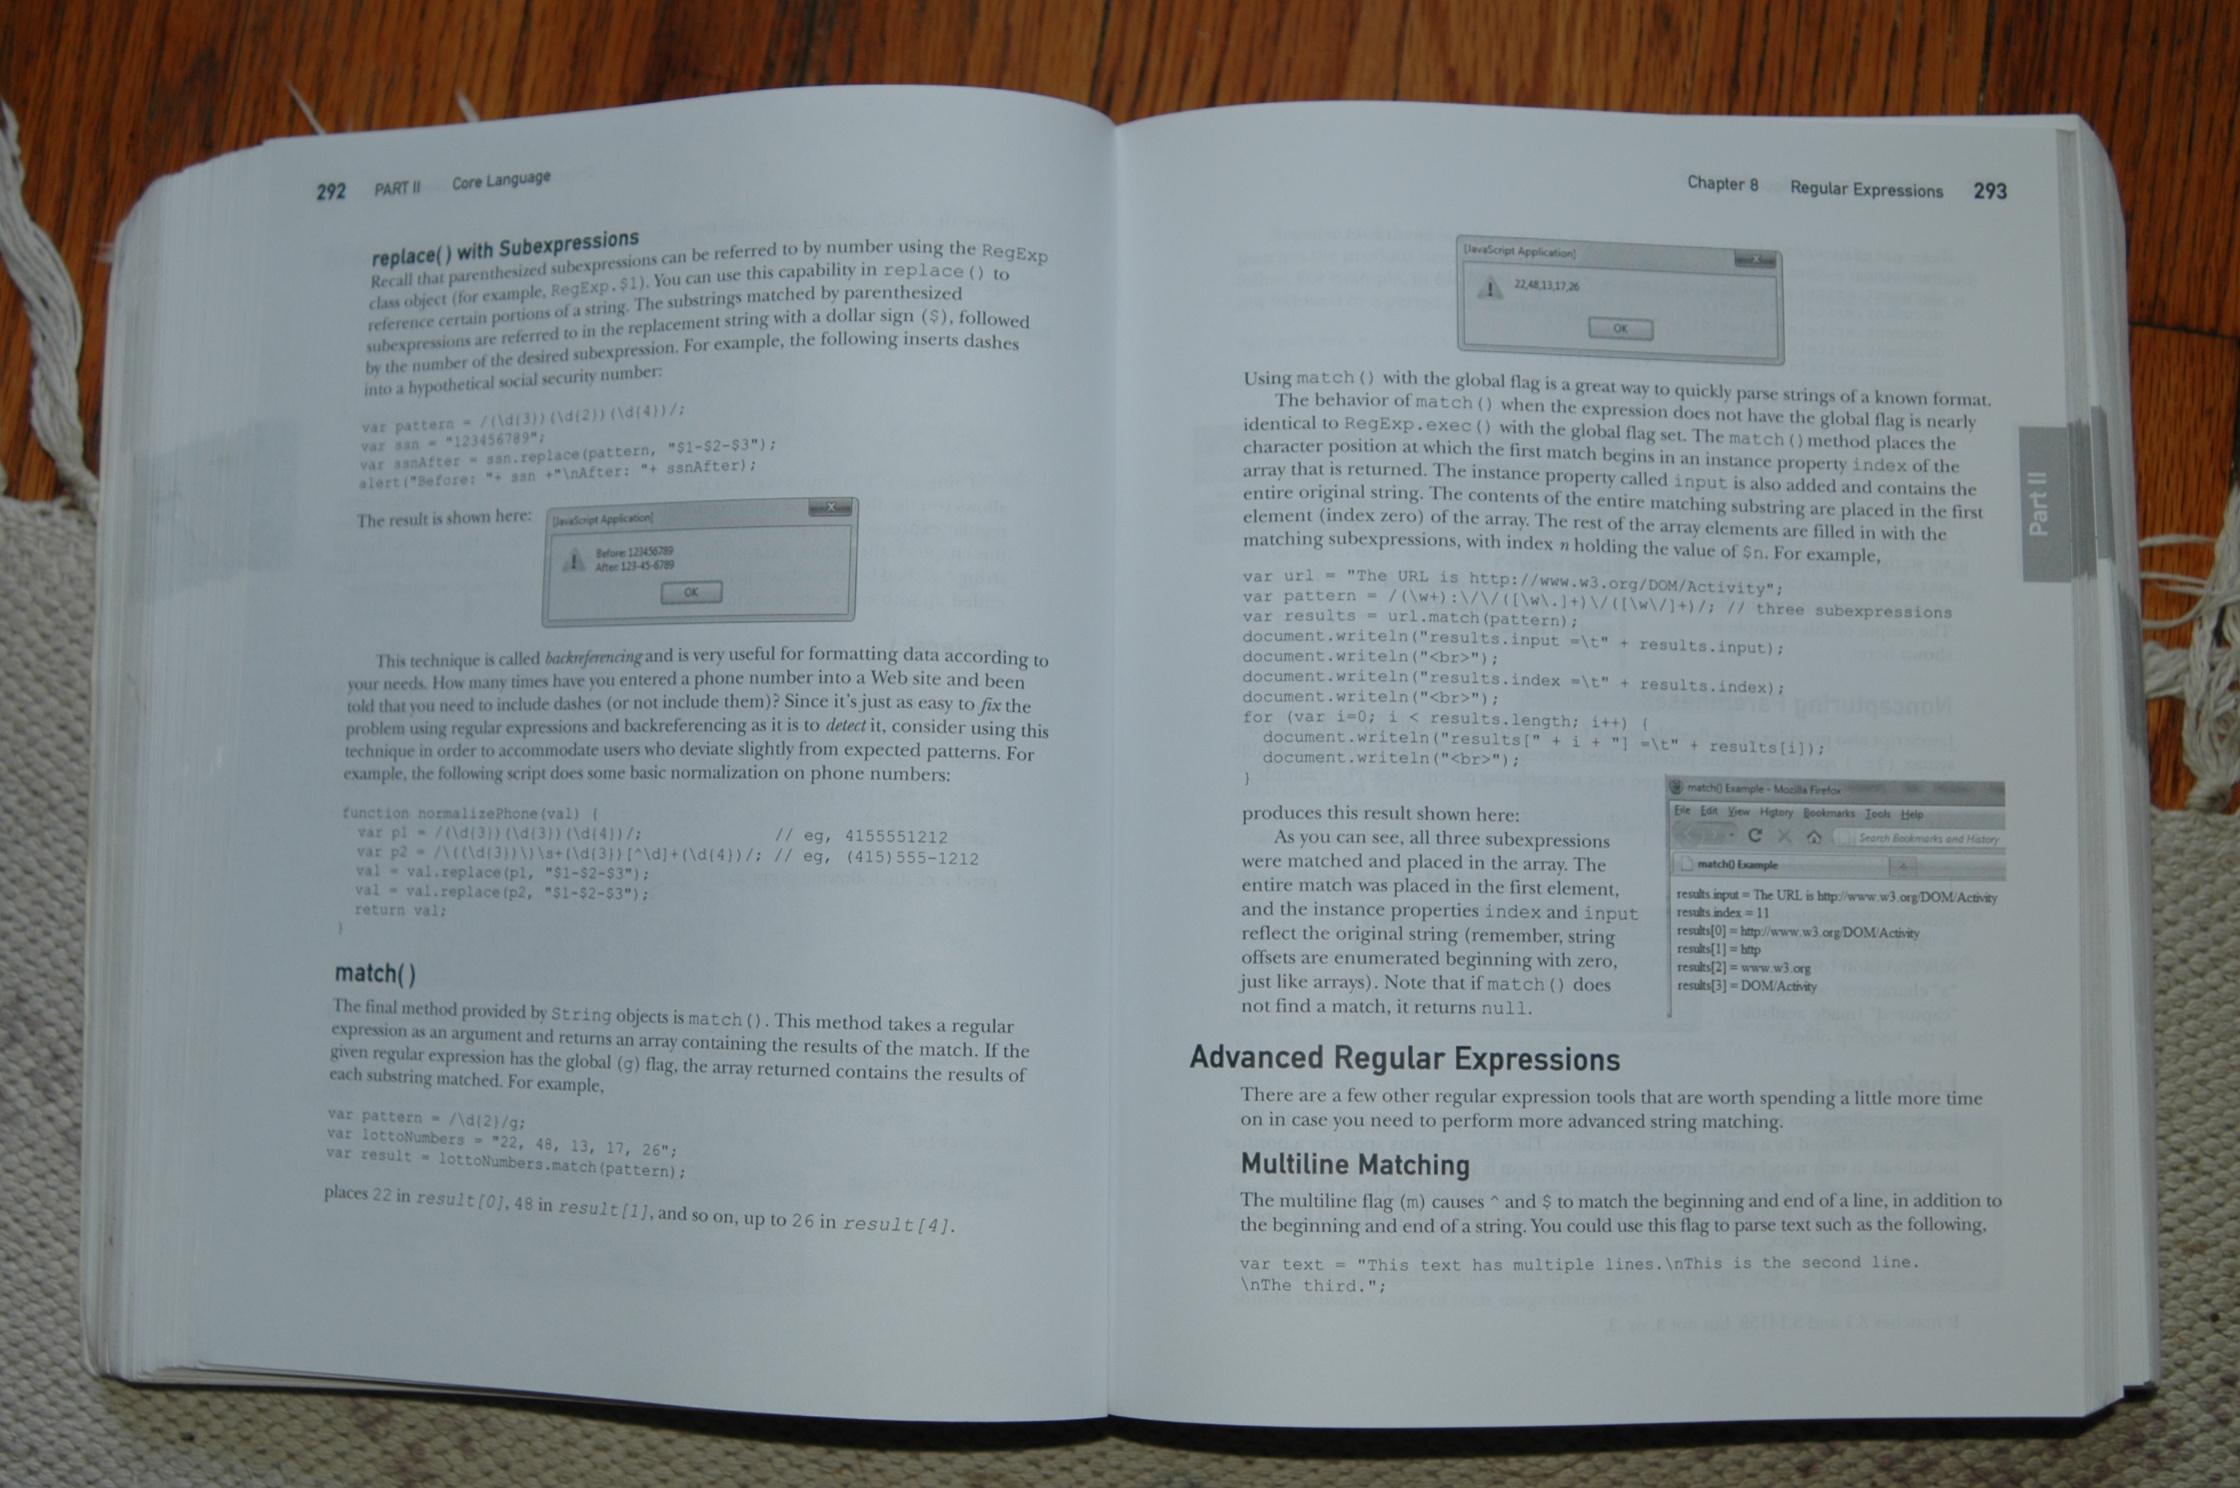 292 PART II Core Language
replace() with Subexpressions
Recall that parenthesized subexpressions can be referred to by number using the RegExp
class object (for example, RegExp.$1). You can use this capability in replace() to
reference certain portions of a string. The substrings matched by parenthesized
subexpressions are referred to in the replacement string with a dollar sign ($), followed
by the number of the desired subexpression. For example, the following inserts dashes
into a hypothetical social security number:
var pattern = /(\d{3})(\d{2})(\d{4})/;
var ssn = "123456789";
var ssnAfter = ssn.replace(pattern, "$1-$2-$3");
alert("Before: "+ ssn +"\nAfter: "+ ssnAfter);
The result is shown here:
[JavaScript Application]
Before: 123456789
After: 123-45-6789
OK
This technique is called backreferencing and is very useful for formatting data according to
your needs. How many times have you entered a phone number into a Web site and been
told that you need to include dashes (or not include them)? Since it's just as easy to fix the
problem using regular expressions and backreferencing as it is to detect it, consider using this
technique in order to accommodate users who deviate slightly from expected patterns. For
example, the following script does some basic normalization on phone numbers:
function normalizePhone(val) {
var p1 = /(\d{3})(\d{3})(\d{4})/; // eg, 4155551212
var p2 = /\((\d{3})\)\s+(\d{3})[^\d]+(\d{4})/; // eg, (415)555-1212
val = val.replace(p1, "$1-$2-$3");
val = val.replace(p2, "$1-$2-$3");
return val;
}
match()
The final method provided by String objects is match(). This method takes a regular
expression as an argument and returns an array containing the results of the match. If the
given regular expression has the global (g) flag, the array returned contains the results of
each substring matched. For example,
var pattern = /\d{2}/g;
var lottoNumbers = "22, 48, 13, 17, 26";
var result = lottoNumbers.match(pattern);
places 22 in result[0], 48 in result[1], and so on, up to 26 in result[4].
Chapter 8 Regular Expressions 293
[JavaScript Application]
22,48,13,17,26
OK
Using match() with the global flag is a great way to quickly parse strings of a known format.
The behavior of match() when the expression does not have the global flag is nearly
identical to RegExp.exec() with the global flag set. The match() method places the
character position at which the first match begins in an instance property index of the
array that is returned. The instance property called input is also added and contains the
entire original string. The contents of the entire matching substring are placed in the first
element (index zero) of the array. The rest of the array elements are filled in with the
matching subexpressions, with index n holding the value of $n. For example,
var url = "The URL is http://www.w3.org/DOM/Activity";
var pattern = /(\w+):\/\/([\w\.]+)\/([\w\/]+)/; // three subexpressions
var results = url.match(pattern);
document.writeln("results.input =\t" + results.input);
document.writeln("<br>");
document.writeln("results.index =\t" + results.index);
document.writeln("<br>");
for (var i=0; i < results.length; i++) {
document.writeln("results[" + i + "] =\t" + results[i]);
document.writeln("<br>");
}
produces this result shown here:
As you can see, all three subexpressions
were matched and placed in the array. The
entire match was placed in the first element,
and the instance properties index and input
reflect the original string (remember, string
offsets are enumerated beginning with zero,
just like arrays). Note that if match() does
not find a match, it returns null.
match() Example - Mozilla Firefox
File Edit View History Bookmarks Tools Help
Search Bookmarks and History
match() Example
results input = The URL is http://www.w3.org/DOM/Activity
results index = 11
results[0] = http://www.w3.org/DOM/Activity
results[1] = http
results[2] = www.w3.org
results[3] = DOM/Activity
Advanced Regular Expressions
There are a few other regular expression tools that are worth spending a little more time
on in case you need to perform more advanced string matching.
Multiline Matching
The multiline flag (m) causes ^ and $ to match the beginning and end of a line, in addition to
the beginning and end of a string. You could use this flag to parse text such as the following,
var text = "This text has multiple lines.\nThis is the second line.
\nThe third.";
Part II